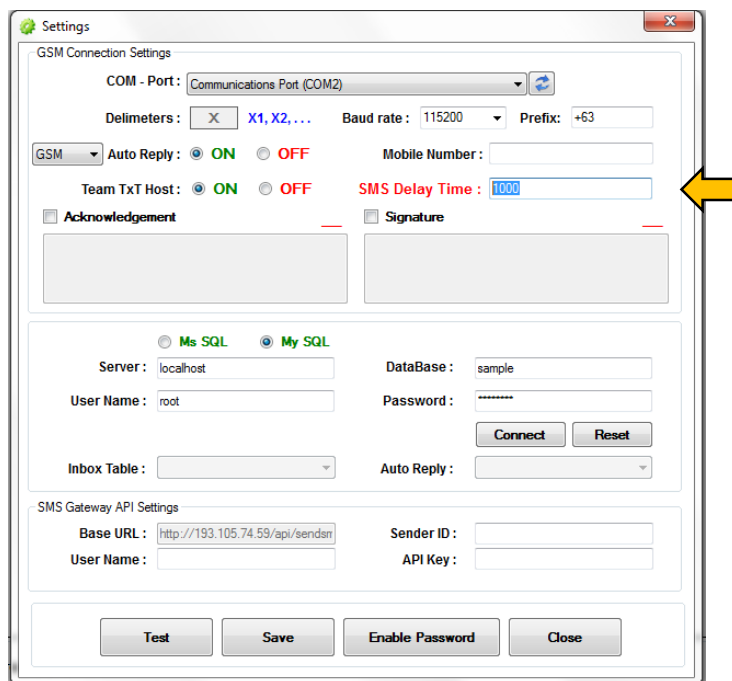 Settings
GSM Connection Settings
COM - Port : Communications Port (COM2)
Delimeters : X X1, X2, . . . Baud rate : 115200 Prefix: +63
GSM Auto Reply : ON OFF Mobile Number :
Team TxT Host : ON OFF SMS Delay Time : 1000
Acknowledgement Signature
Ms SQL My SQL
Server : localhost DataBase : sample
User Name : root Password : ********
Connect Reset
Inbox Table : Auto Reply :
SMS Gateway API Settings
Base URL : http://193.105.74.59/api/sendsm Sender ID :
User Name : API Key :
Test Save Enable Password Close